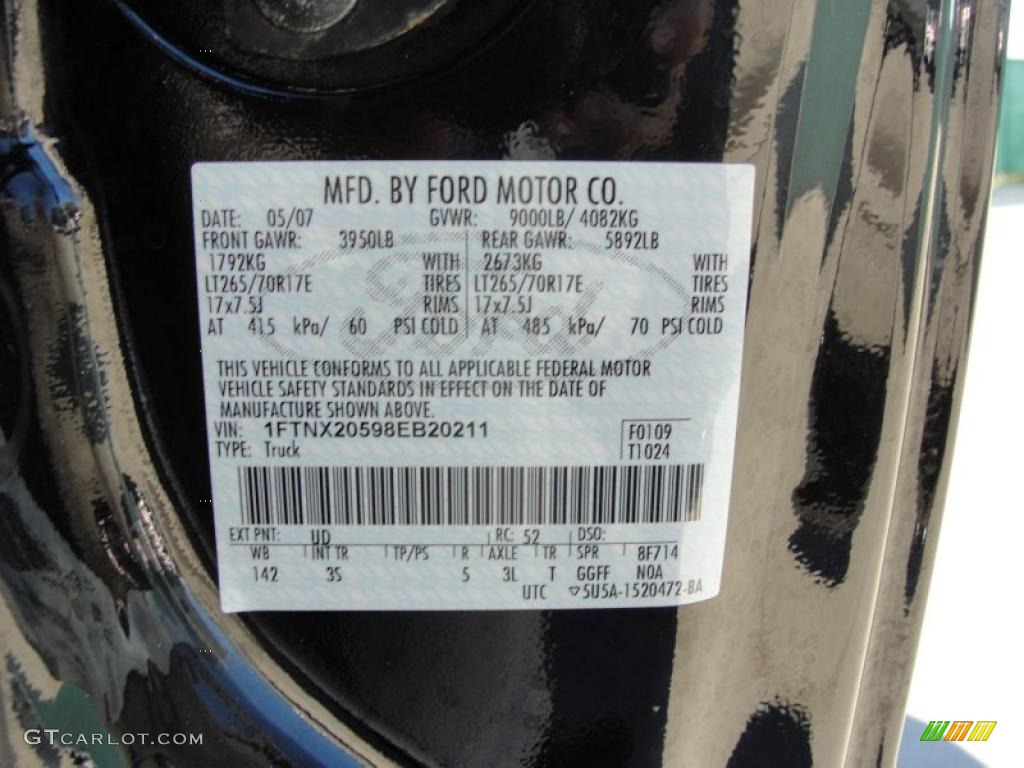 MFD. BY FORD MOTOR CO.
DATE: 05/07 GVWR: 9000LB/ 4082KG
FRONT GAWR: 3950LB REAR GAWR: 5892LB
1792KG WITH 2673KG WITH
LT265/70R17E TIRES LT265/70R17E TIRES
17x7.5J RIMS 17x7.5J RIMS
AT 415 kPa/ 60 PSI COLD AT 485 kPa/ 70 PSI COLD
Ford
THIS VEHICLE CONFORMS TO ALL APPLICABLE FEDERAL MOTOR
VEHICLE SAFETY STANDARDS IN EFFECT ON THE DATE OF
MANUFACTURE SHOWN ABOVE.
VIN: 1FTNX20598EB20211 F0109
TYPE: Truck T1024
EXT PNT: UD RC: 52 DSO:
WB INT TR TP/PS R AXLE TR SPR 8F714
142 3S 5 3L T GGFF N0A
UTC ▽5U5A-1520472-BA
GTCARLOT.COM